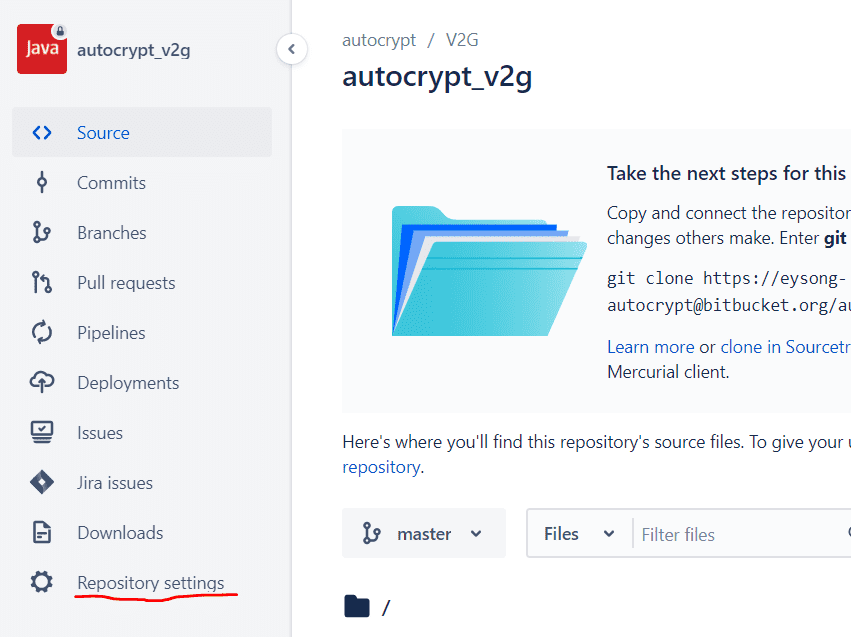 Java
autocrypt_v2g
Source
Commits
Branches
Pull requests
Pipelines
Deployments
Issues
Jira issues
Downloads
Repository settings
autocrypt / V2G
autocrypt_v2g
Take the next steps for this
Copy and connect the repositor
changes others make. Enter git
git clone https://eysong-
autocrypt@bitbucket.org/au
Learn more or clone in Sourcetr
Mercurial client.
Here's where you'll find this repository's source files. To give your u
repository.
master
Files
Filter files
/